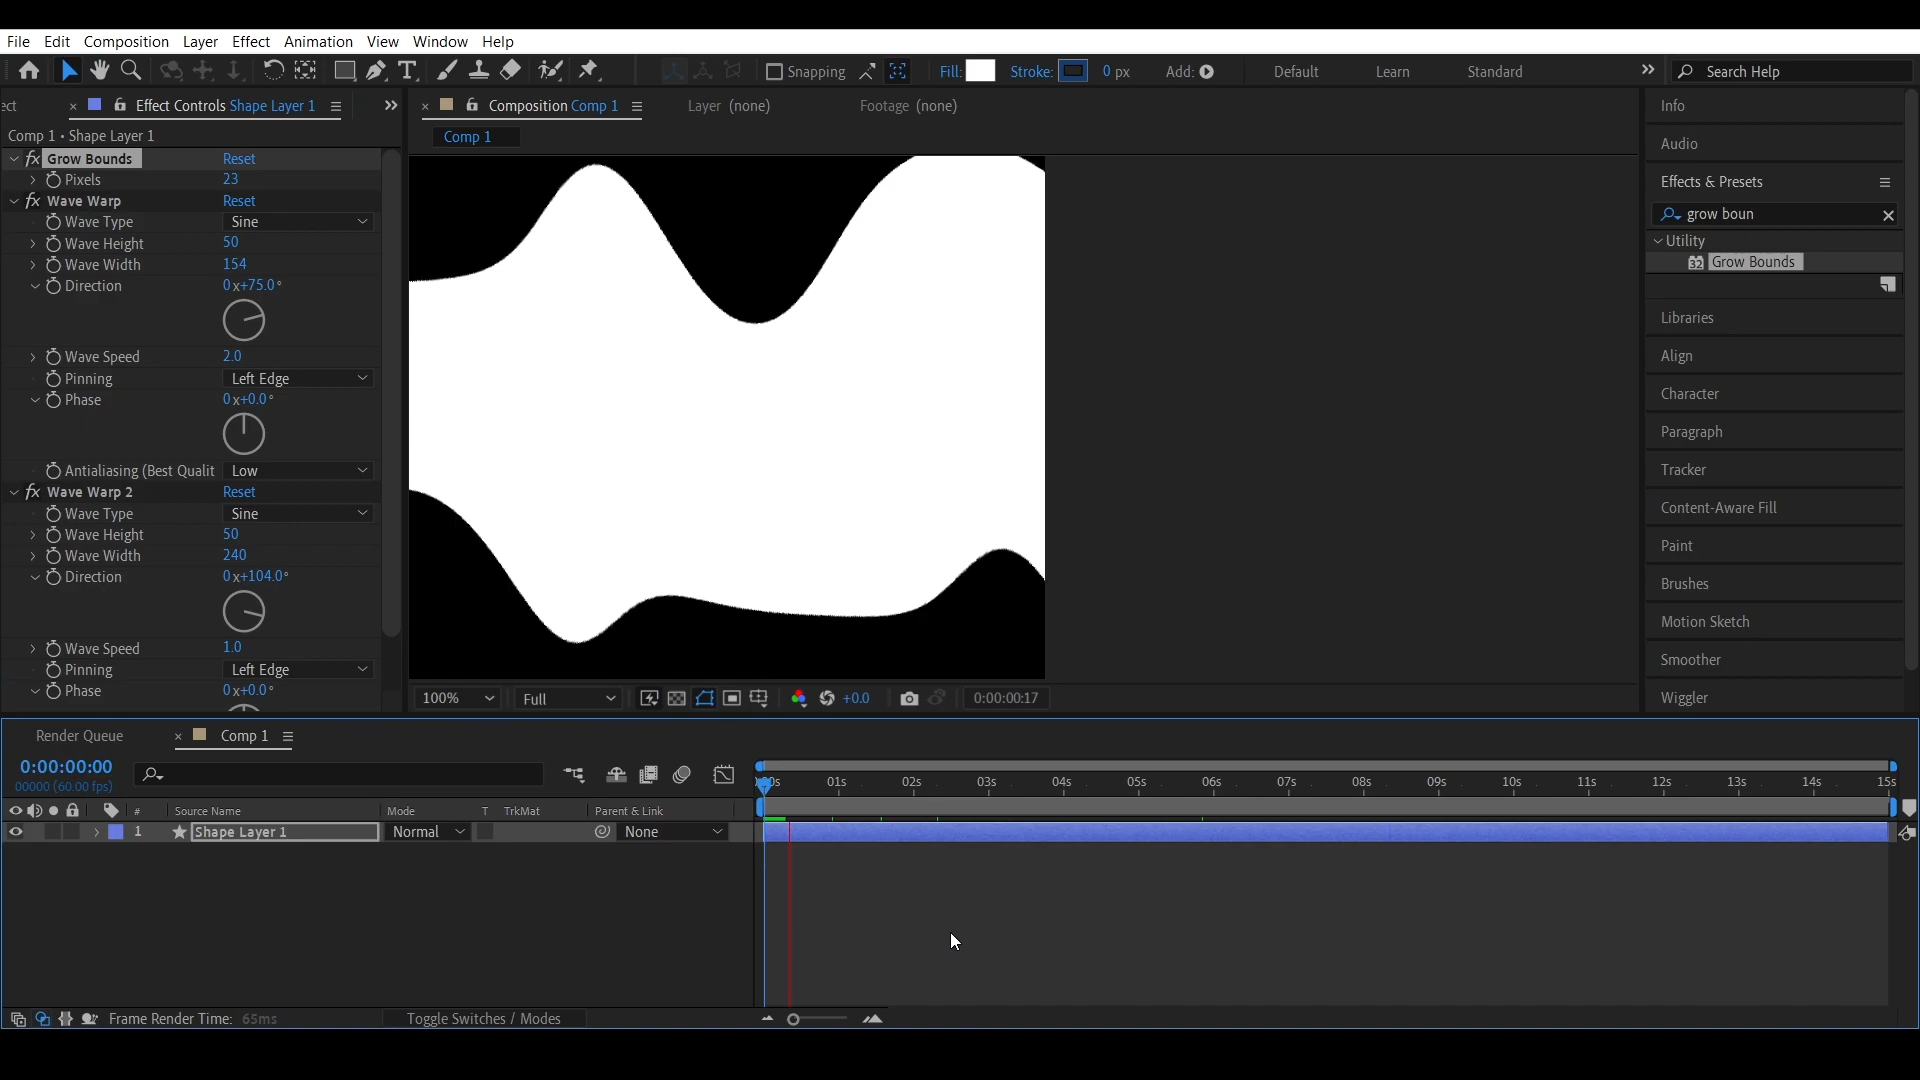 File Edit Composition Layer Effect Animation View Window Help
Snapping Fill: Stroke: 0 px Add: Default Learn Standard Search Help
ect Effect Controls Shape Layer 1
Composition Comp 1 Layer (none) Footage (none)
Comp 1 • Shape Layer 1
Comp 1
fx Grow Bounds Reset
Pixels 23
fx Wave Warp Reset
Wave Type Sine
Wave Height 50
Wave Width 154
Direction 0x+75.0°
Wave Speed 2.0
Pinning Left Edge
Phase 0x+0.0°
Antialiasing (Best Qualit Low
fx Wave Warp 2 Reset
Wave Type Sine
Wave Height 50
Wave Width 240
Direction 0x+104.0°
Wave Speed 1.0
Pinning Left Edge
Phase 0x+0.0°
100% Full +0.0 0:00:00:17
Info
Audio
Effects & Presets
grow boun
Utility
32 Grow Bounds
Libraries
Align
Character
Paragraph
Tracker
Content-Aware Fill
Paint
Brushes
Motion Sketch
Smoother
Wiggler
Render Queue Comp 1
0:00:00:00
00000 (60.00 fps)
00s 01s 02s 03s 04s 05s 06s 07s 08s 09s 10s 11s 12s 13s 14s 15s
# Source Name Mode T TrkMat Parent & Link
1 Shape Layer 1 Normal None
Frame Render Time: 65ms Toggle Switches / Modes